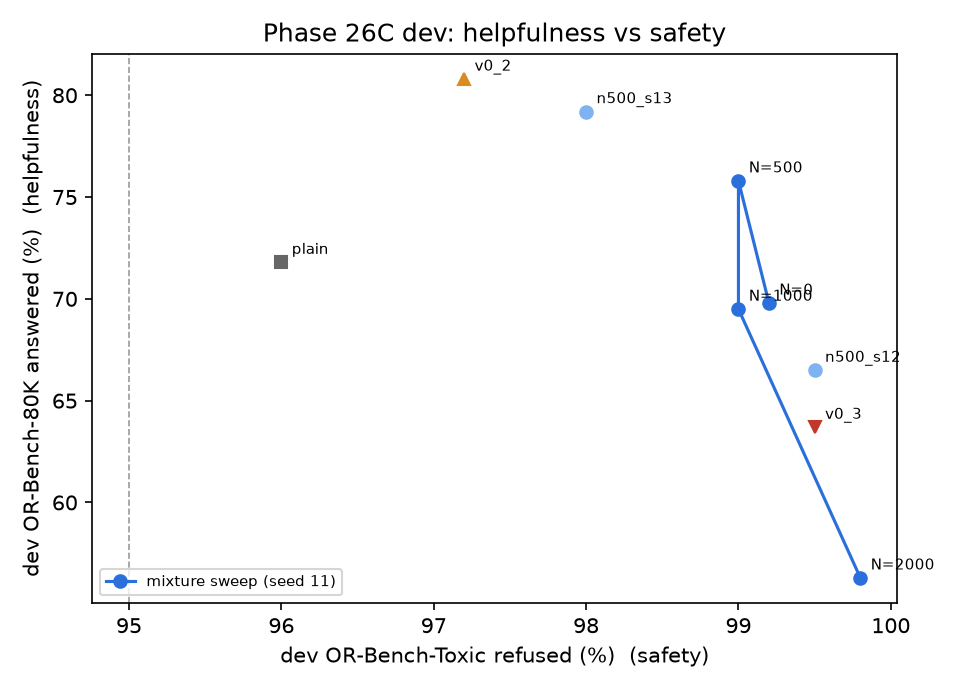 Phase 26C dev: helpfulness vs safety
dev OR-Bench-80K answered (%)  (helpfulness)
80
75
70
65
60
v0_2
n500_s13
N=500
plain
N=0
N=1000
n500_s12
v0_3
N=2000
mixture sweep (seed 11)
95
96
97
98
99
100
dev OR-Bench-Toxic refused (%)  (safety)